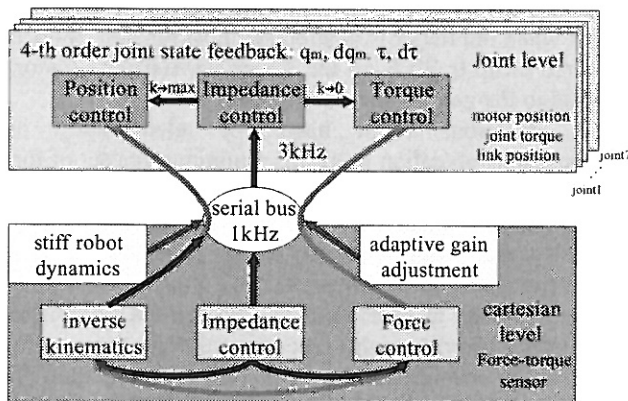 4-th order joint state feedback: qm, dqm, τ, dτ
Joint level
Position
control
k→max
Impedance
control
k→0
Torque
control
motor position
joint torque
link position
3kHz
joint7
joint1
serial bus
1kHz
stiff robot
dynamics
adaptive gain
adjustment
inverse
kinematics
Impedance
control
Force
control
cartesian
level
Force-torque
sensor